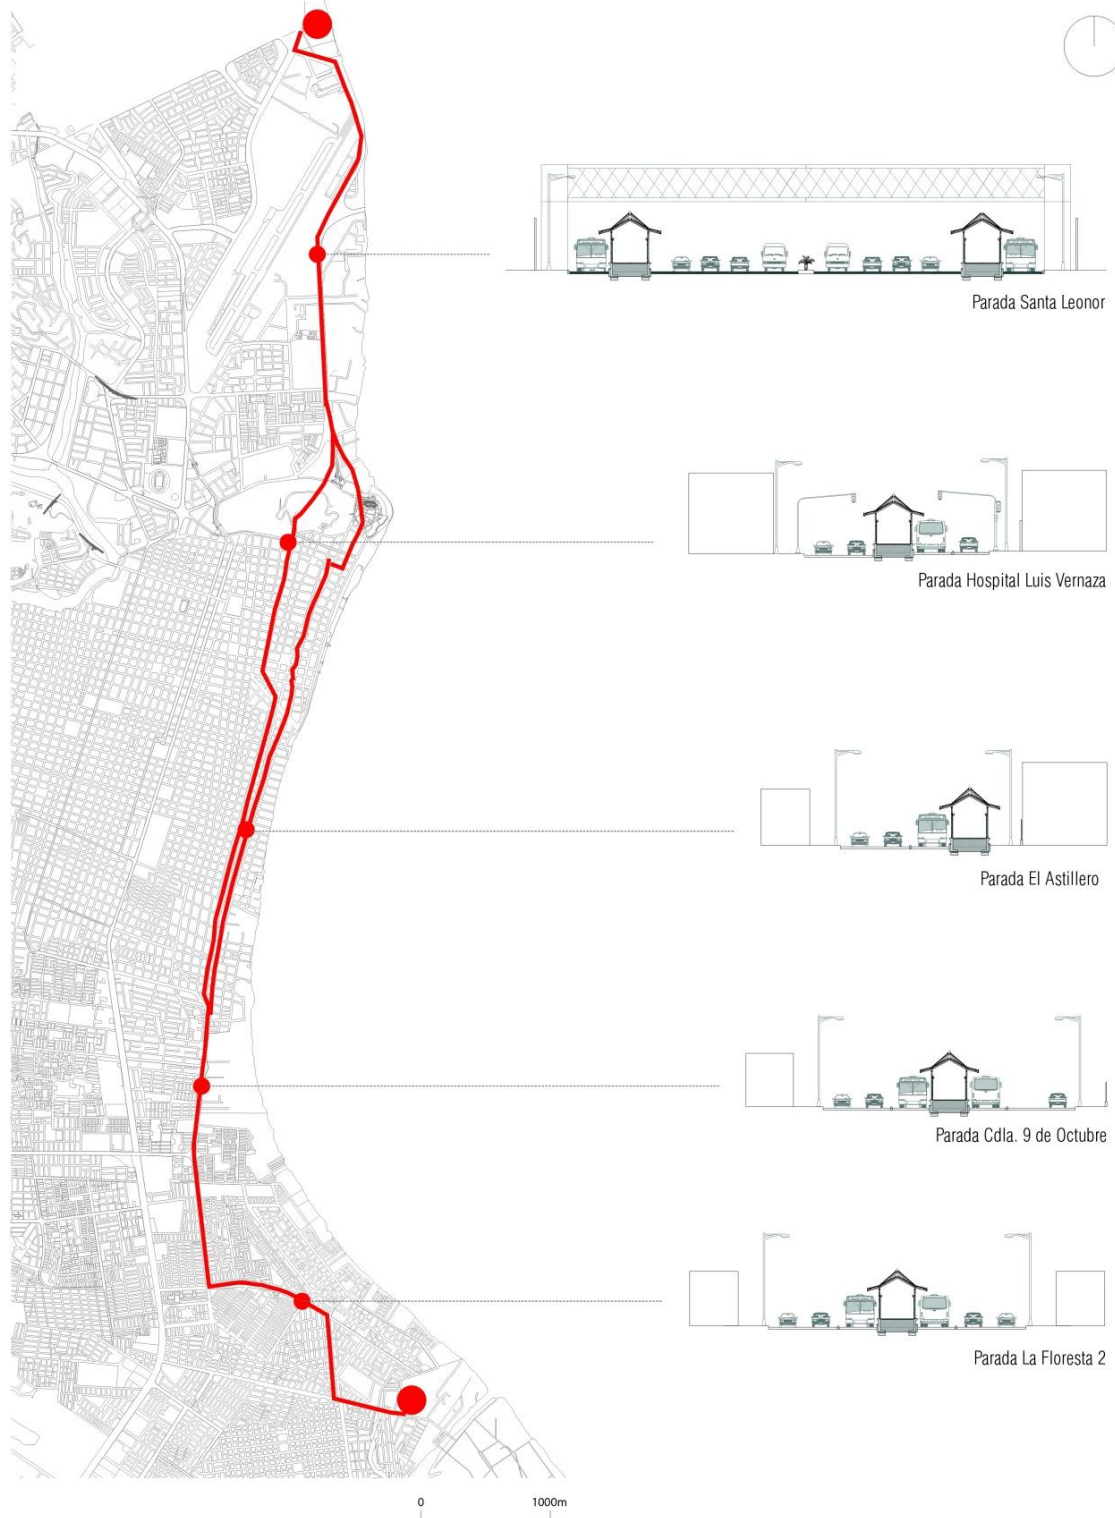 Parada Santa Leonor
Parada Hospital Luis Vernaza
Parada El Astillero
Parada Cdla. 9 de Octubre
Parada La Floresta 2
0 1000m